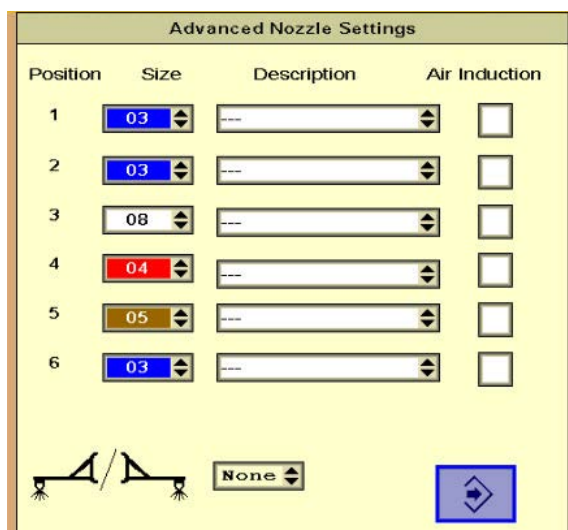 Advanced Nozzle Settings
Position Size Description Air Induction
1 03 ---
2 03 ---
3 08 ---
4 04 ---
5 05 ---
6 03 ---
None